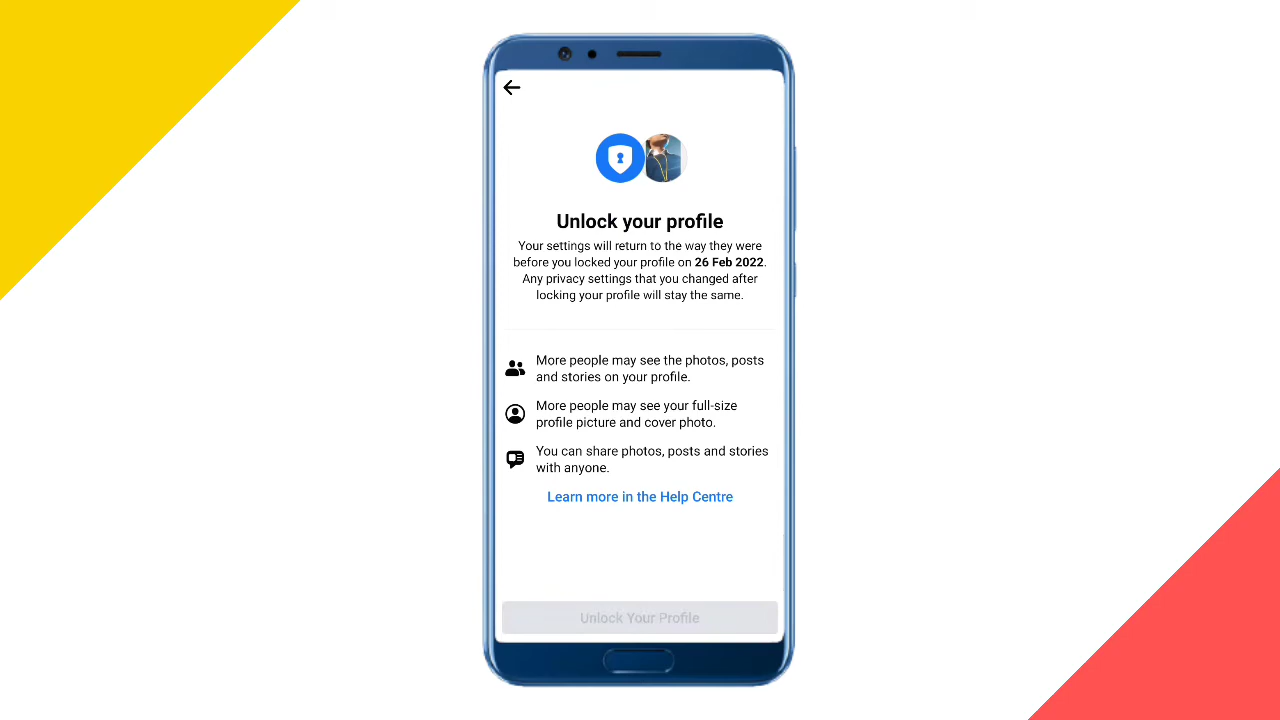 Unlock your profile
Your settings will return to the way they were
before you locked your profile on 26 Feb 2022.
Any privacy settings that you changed after
locking your profile will stay the same.
More people may see the photos, posts
and stories on your profile.
More people may see your full-size
profile picture and cover photo.
You can share photos, posts and stories
with anyone.
Learn more in the Help Centre
Unlock Your Profile